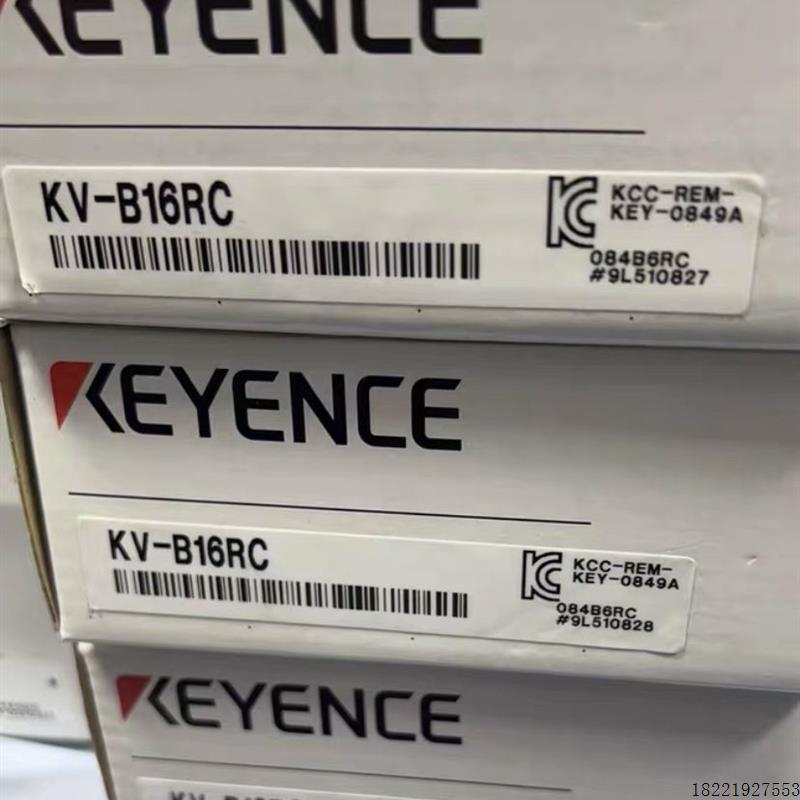 KEYENCE
KV-B16RC
KCC-REM-
KEY-0849A
084B6RC
#9L510827
KEYENCE
KV-B16RC
KCC-REM-
KEY-0849A
084B6RC
#9L510828
KEYENCE
18221927553